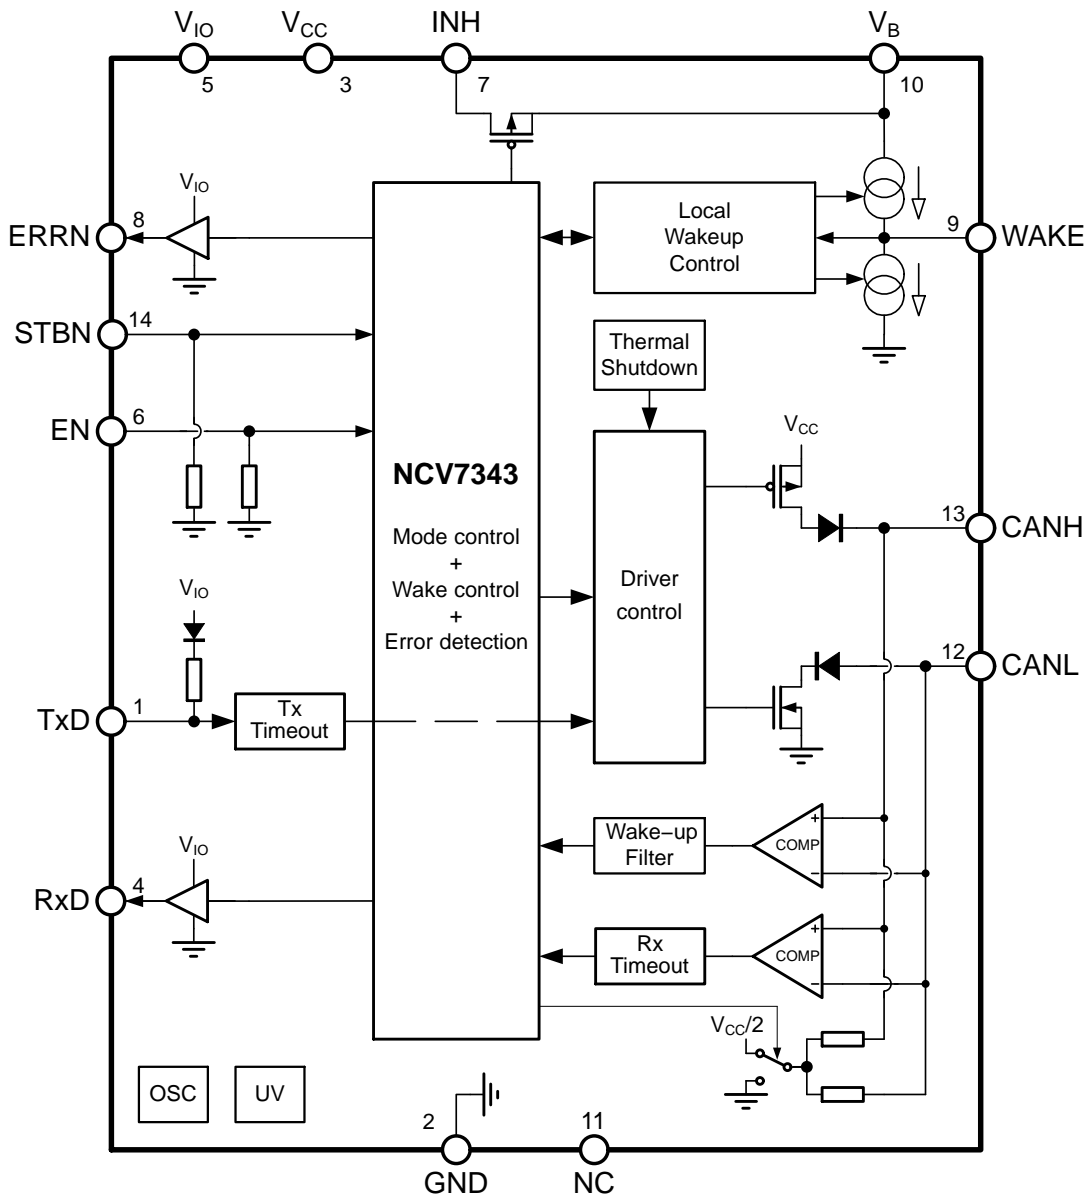 VIO
VCC
INH
VB
5
3
7
10
VIO
ERRN
8
Local
Wakeup
Control
9
WAKE
STBN
14
Thermal
Shutdown
EN
6
VCC
NCV7343
Mode control
+
Wake control
+
Error detection
Driver
control
13
CANH
VIO
12
CANL
TxD
1
Tx
Timeout
Wake−up
Filter
COMP
+
−
VIO
RxD
4
Rx
Timeout
COMP
+
−
VCC/2
OSC
UV
2
GND
11
NC